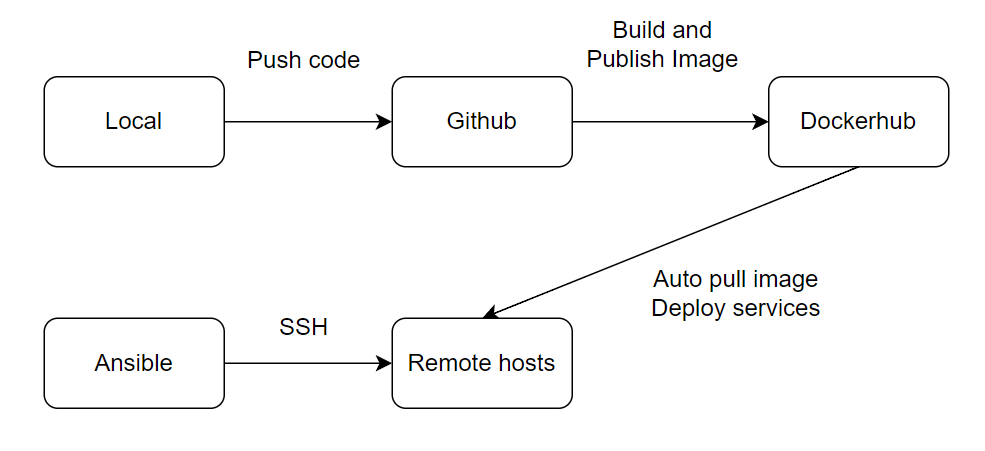 Push code
Build and
Publish Image
Local
Github
Dockerhub
Auto pull image
Deploy services
SSH
Ansible
Remote hosts